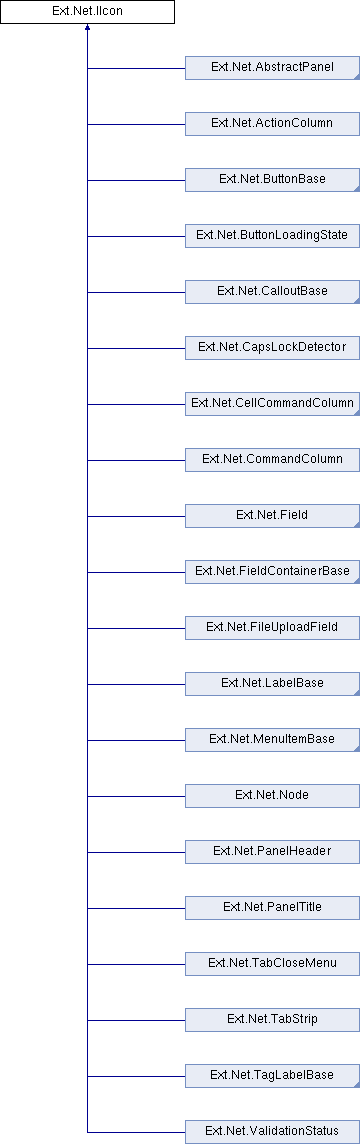 Ext.Net.IIcon
Ext.Net.AbstractPanel
Ext.Net.ActionColumn
Ext.Net.ButtonBase
Ext.Net.ButtonLoadingState
Ext.Net.CalloutBase
Ext.Net.CapsLockDetector
Ext.Net.CellCommandColumn
Ext.Net.CommandColumn
Ext.Net.Field
Ext.Net.FieldContainerBase
Ext.Net.FileUploadField
Ext.Net.LabelBase
Ext.Net.MenuItemBase
Ext.Net.Node
Ext.Net.PanelHeader
Ext.Net.PanelTitle
Ext.Net.TabCloseMenu
Ext.Net.TabStrip
Ext.Net.TagLabelBase
Ext.Net.ValidationStatus